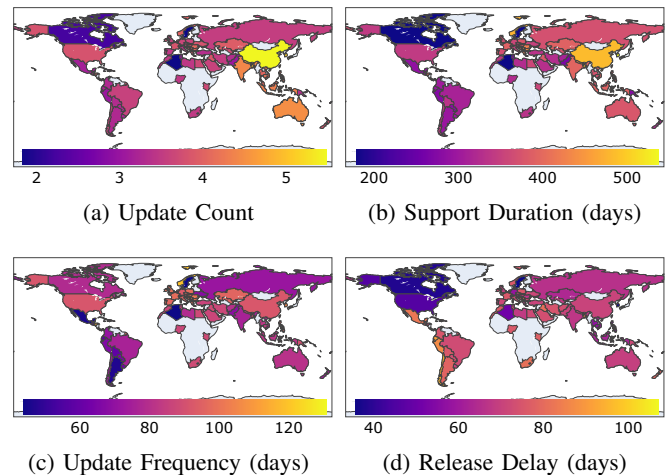 2 3 4 5
200 300 400 500
(a) Update Count
(b) Support Duration (days)
60 80 100 120
40 60 80 100
(c) Update Frequency (days)
(d) Release Delay (days)